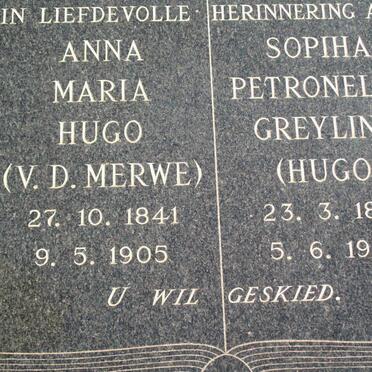 IN LIEFDEVOLLE HERINNERING A
ANNA
MARIA
HUGO
(V. D. MERWE)
27. 10. 1841
9. 5. 1905
SOPIHA
PETRONEL
GREYLIN
(HUGO
23. 3. 18
5. 6. 19
U WIL GESKIED.